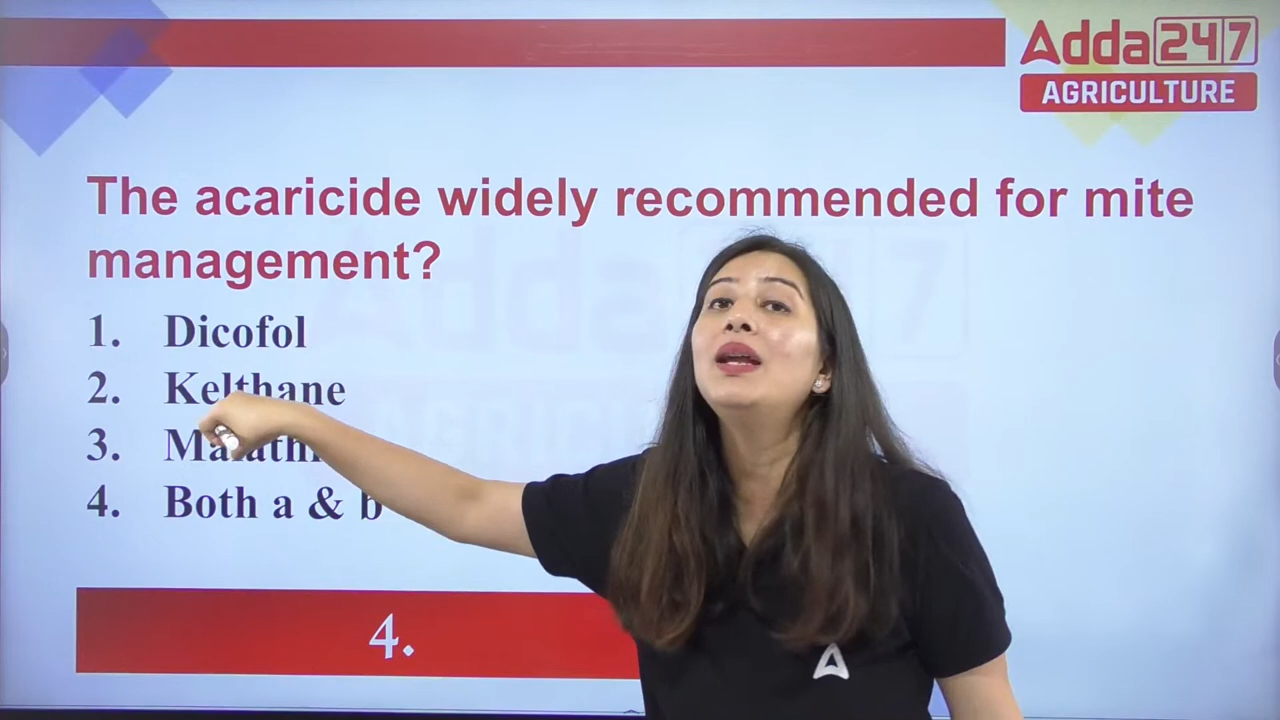 Adda247
AGRICULTURE
The acaricide widely recommended for mite
management?
1. Dicofol
2. Kelthane
3.
4. Both a & b
4.